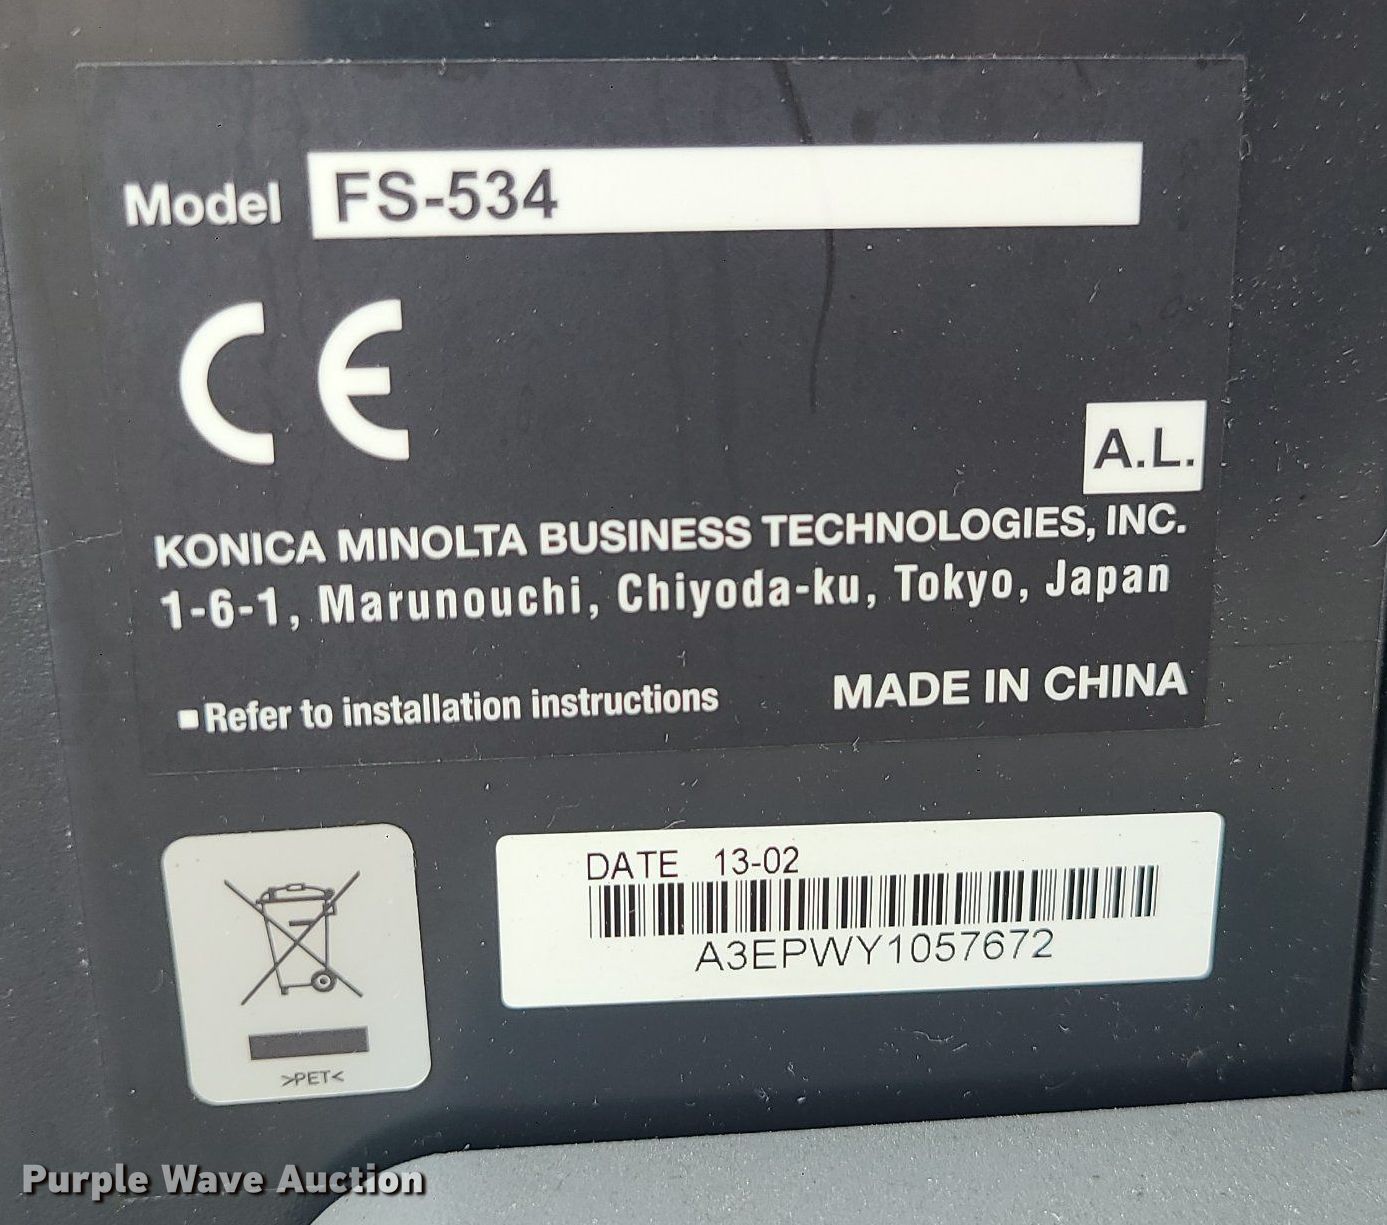 Model FS-534
CE
A.L.
KONICA MINOLTA BUSINESS TECHNOLOGIES, INC.
1-6-1, Marunouchi, Chiyoda-ku, Tokyo, Japan
▪Refer to installation instructions MADE IN CHINA
DATE 13-02
A3EPWY1057672
>PET<
Purple Wave Auction